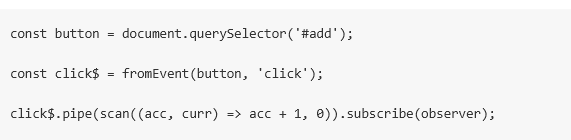 const button = document.querySelector('#add');
const click$ = fromEvent(button, 'click');
click$.pipe(scan((acc, curr) => acc + 1, 0)).subscribe(observer);